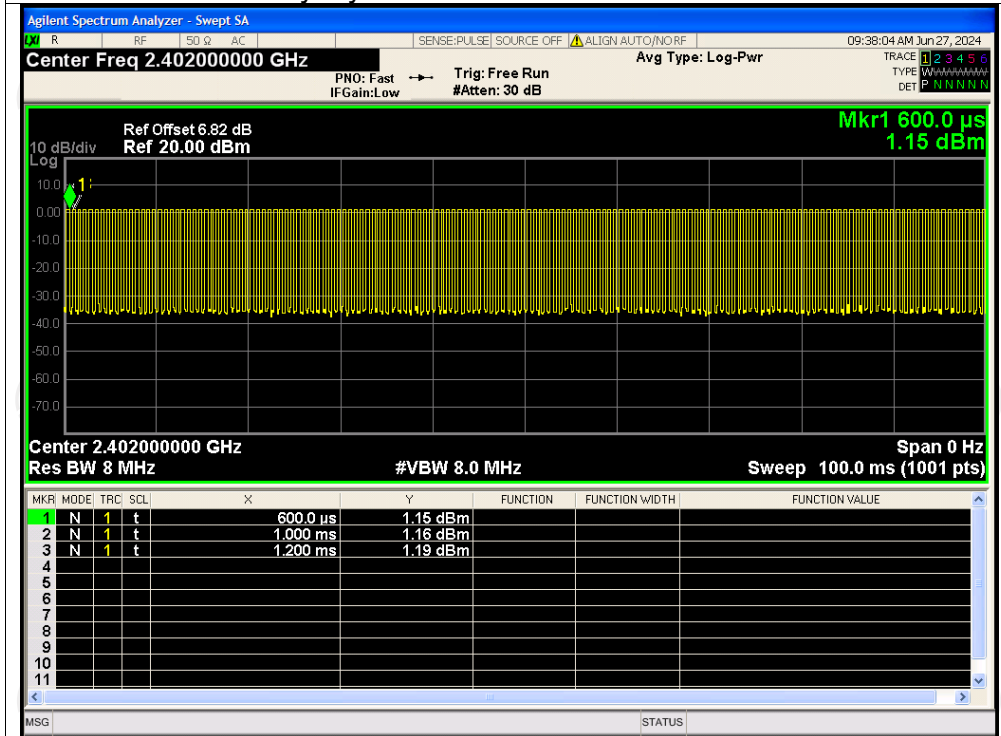 Agilent Spectrum Analyzer - Swept SA
LXI R RF 50 Ω AC SENSE:PULSE SOURCE OFF ALIGN AUTO/NO RF 09:38:04 AM Jun 27, 2024
Center Freq 2.402000000 GHz Avg Type: Log-Pwr TRACE 1 2 3 4 5 6
PNO: Fast Trig: Free Run TYPE WWWWWW
IFGain:Low #Atten: 30 dB DET P N N N N N
Mkr1 600.0 µs
Ref Offset 6.82 dB
10 dB/div Ref 20.00 dBm 1.15 dBm
Log
10.0
1
0.00
-10.0
-20.0
-30.0
-40.0
-50.0
-60.0
-70.0
Center 2.402000000 GHz Span 0 Hz
Res BW 8 MHz #VBW 8.0 MHz Sweep 100.0 ms (1001 pts)
MKR MODE TRC SCL X Y FUNCTION FUNCTION WIDTH FUNCTION VALUE
1 N 1 t 600.0 µs 1.15 dBm
2 N 1 t 1.000 ms 1.16 dBm
3 N 1 t 1.200 ms 1.19 dBm
4
5
6
7
8
9
10
11
MSG STATUS